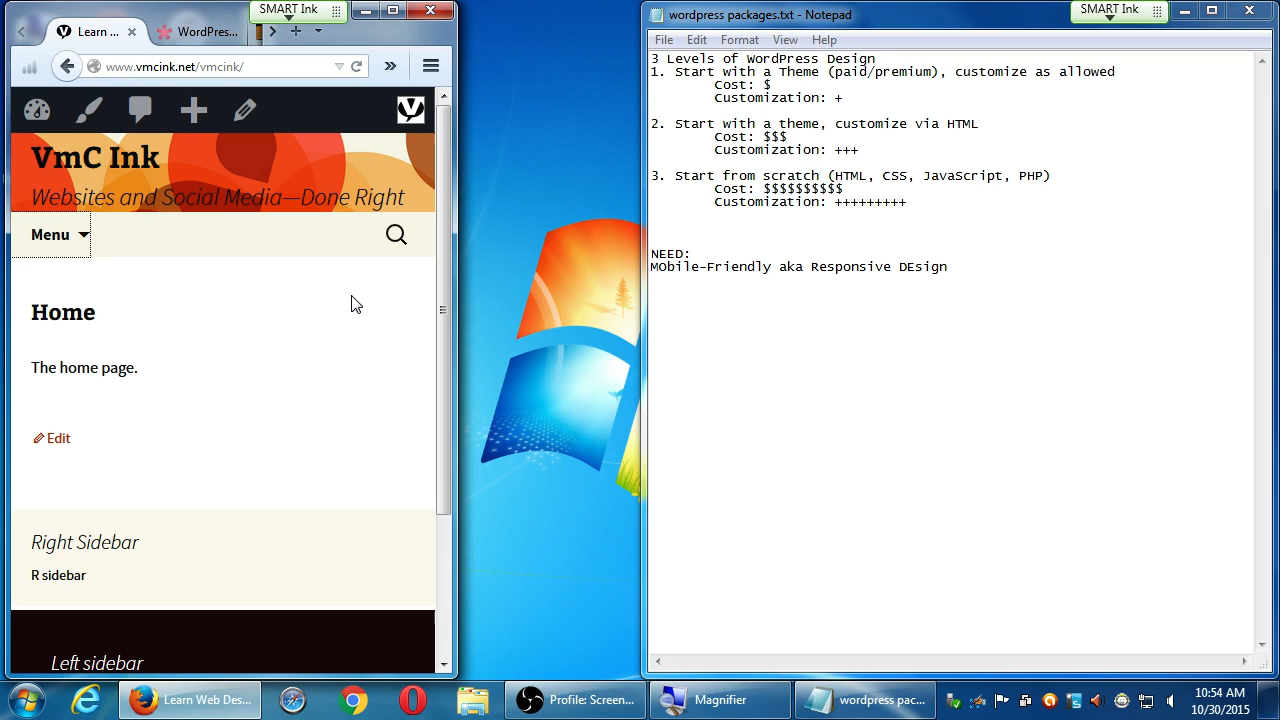 SMART Ink
Learn ...
WordPres...
www.vmcink.net/vmcink/
VmC Ink
Websites and Social Media—Done Right
Menu
Home
The home page.
Edit
Right Sidebar
R sidebar
Left sidebar
wordpress packages.txt - Notepad
SMART Ink
File Edit Format View Help
3 Levels of WordPress Design
1. Start with a Theme (paid/premium), customize as allowed
Cost: $
Customization: +
2. Start with a theme, customize via HTML
Cost: $$$
Customization: +++
3. Start from scratch (HTML, CSS, JavaScript, PHP)
Cost: $$$$$$$$$$
Customization: +++++++++
NEED:
MObile-Friendly aka Responsive DEsign
Learn Web Des...
Profile: Screen...
Magnifier
wordpress pac...
10:54 AM
10/30/2015